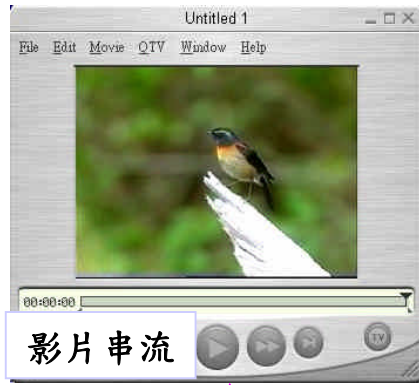 Untitled 1
File Edit Movie QTV Window Help
00:00:00
影片串流
TV